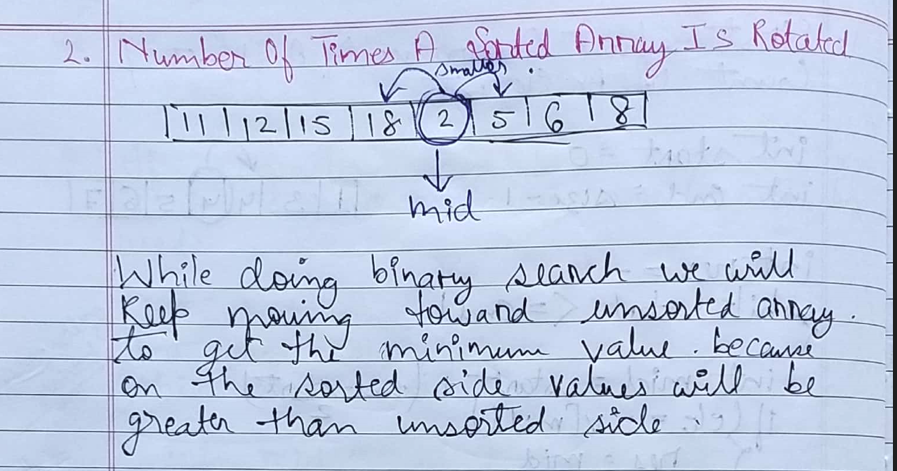 2. Number Of Times A Sorted Array Is Rotated
smaller
11 12 15 18 2 5 6 8
mid
While doing binary search we will
keep moving toward unsorted array.
to get the minimum value. because
on the sorted side values will be
greater than unsorted side.